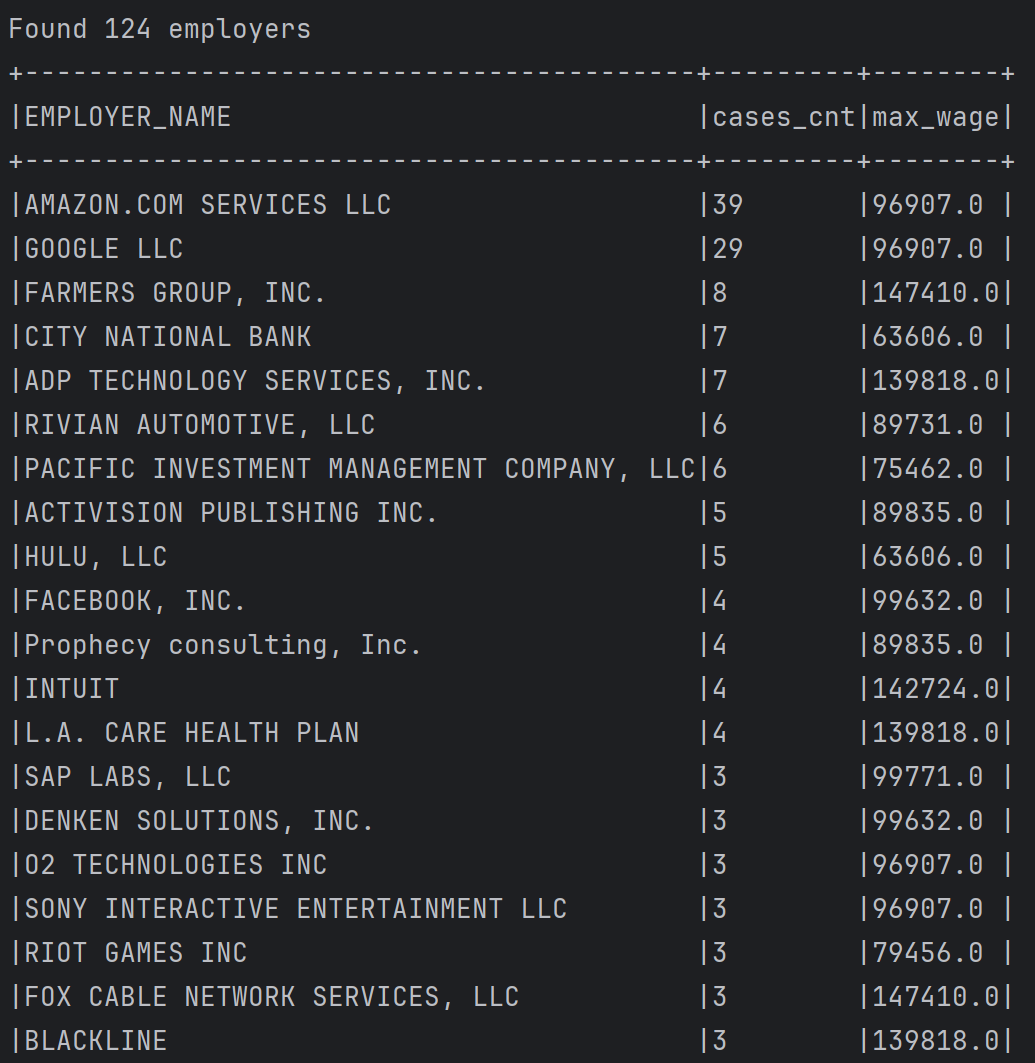 Found 124 employers
+------------------------------------------+---------+--------+
|EMPLOYER_NAME                             |cases_cnt|max_wage|
+------------------------------------------+---------+--------+
|AMAZON.COM SERVICES LLC                   |39       |96907.0 |
|GOOGLE LLC                                |29       |96907.0 |
|FARMERS GROUP, INC.                       |8        |147410.0|
|CITY NATIONAL BANK                        |7        |63606.0 |
|ADP TECHNOLOGY SERVICES, INC.             |7        |139818.0|
|RIVIAN AUTOMOTIVE, LLC                    |6        |89731.0 |
|PACIFIC INVESTMENT MANAGEMENT COMPANY, LLC|6        |75462.0 |
|ACTIVISION PUBLISHING INC.                |5        |89835.0 |
|HULU, LLC                                 |5        |63606.0 |
|FACEBOOK, INC.                            |4        |99632.0 |
|Prophecy consulting, Inc.                 |4        |89835.0 |
|INTUIT                                    |4        |142724.0|
|L.A. CARE HEALTH PLAN                     |4        |139818.0|
|SAP LABS, LLC                             |3        |99771.0 |
|DENKEN SOLUTIONS, INC.                    |3        |99632.0 |
|O2 TECHNOLOGIES INC                       |3        |96907.0 |
|SONY INTERACTIVE ENTERTAINMENT LLC        |3        |96907.0 |
|RIOT GAMES INC                            |3        |79456.0 |
|FOX CABLE NETWORK SERVICES, LLC           |3        |147410.0|
|BLACKLINE                                 |3        |139818.0|